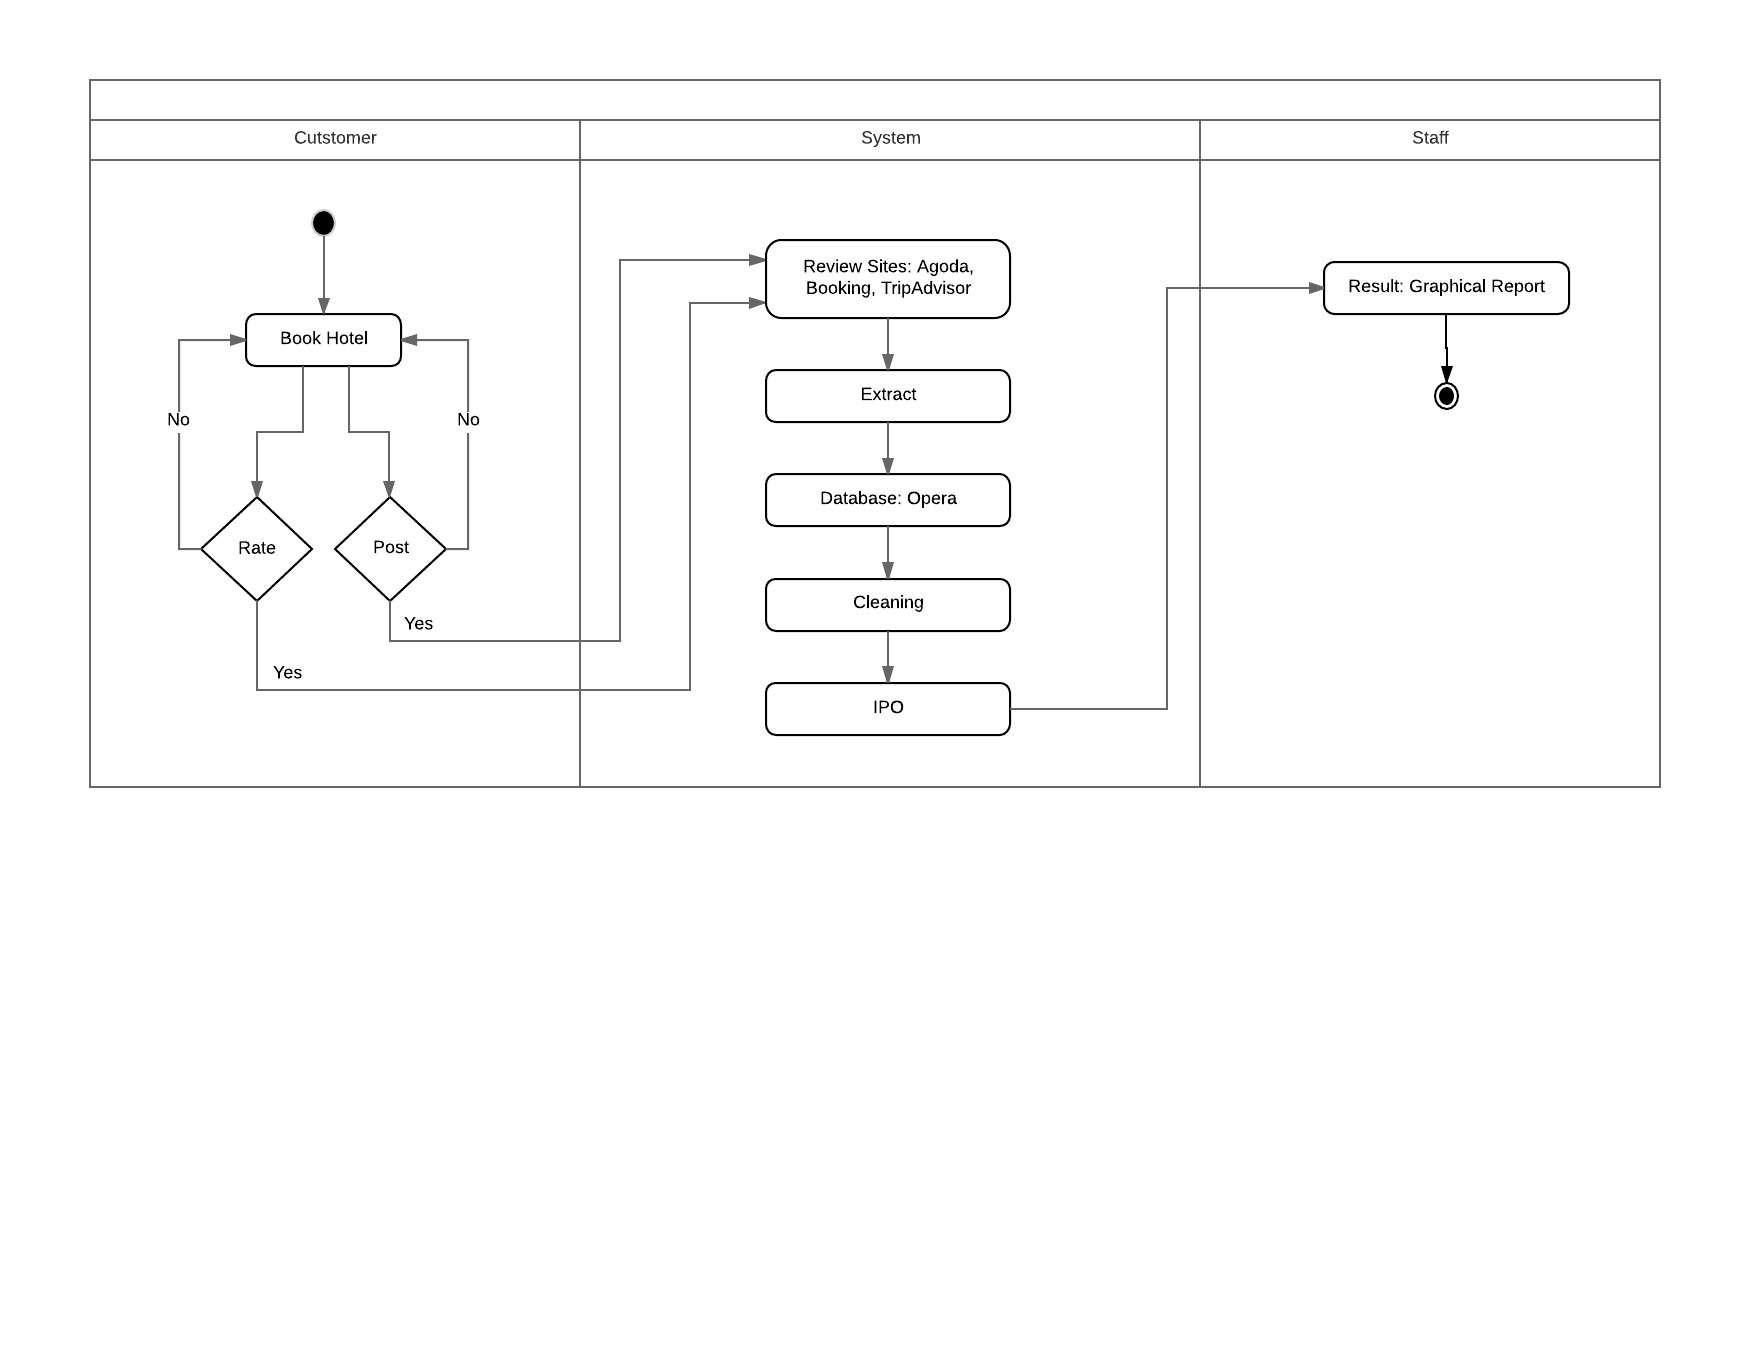 Cutstomer
System
Staff
Review Sites: Agoda,
Booking, TripAdvisor
Result: Graphical Report
Book Hotel
Extract
No
No
Database: Opera
Rate
Post
Cleaning
Yes
Yes
IPO